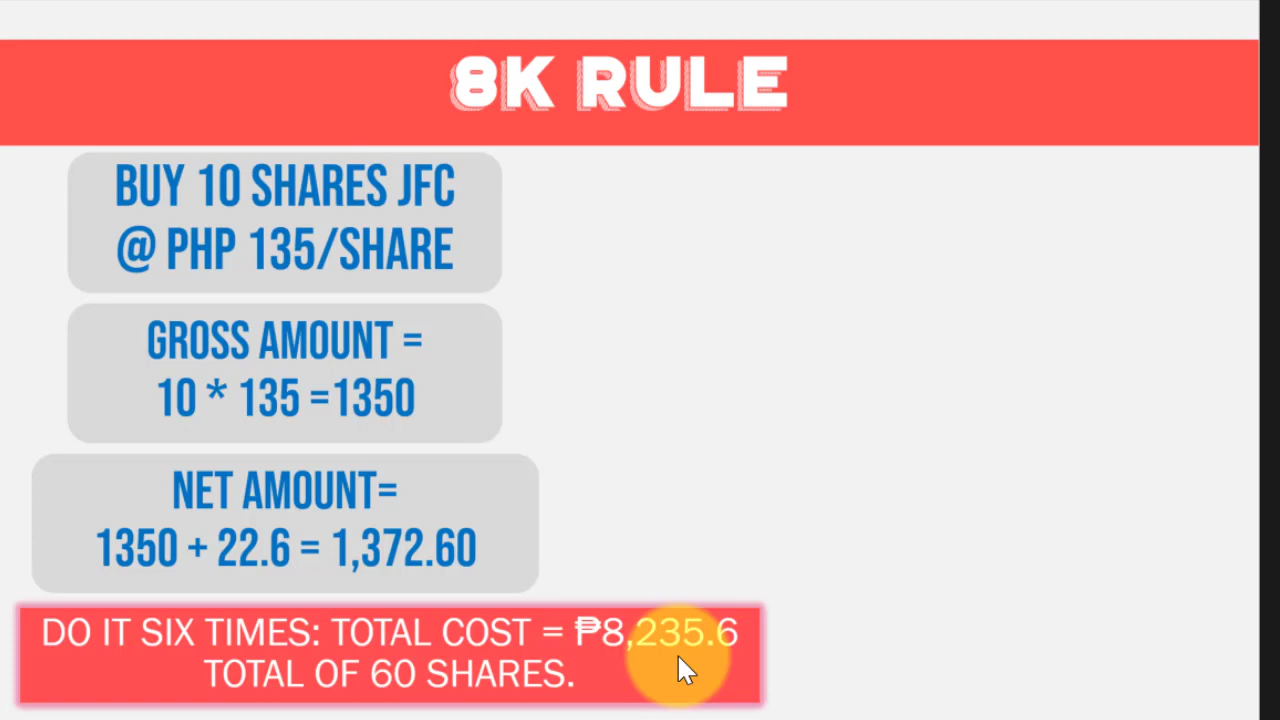 8K RULE
BUY 10 SHARES JFC
@ PHP 135/SHARE
GROSS AMOUNT =
10 * 135 =1350
NET AMOUNT=
1350 + 22.6 = 1,372.60
DO IT SIX TIMES: TOTAL COST = ₱8,235.6
TOTAL OF 60 SHARES.